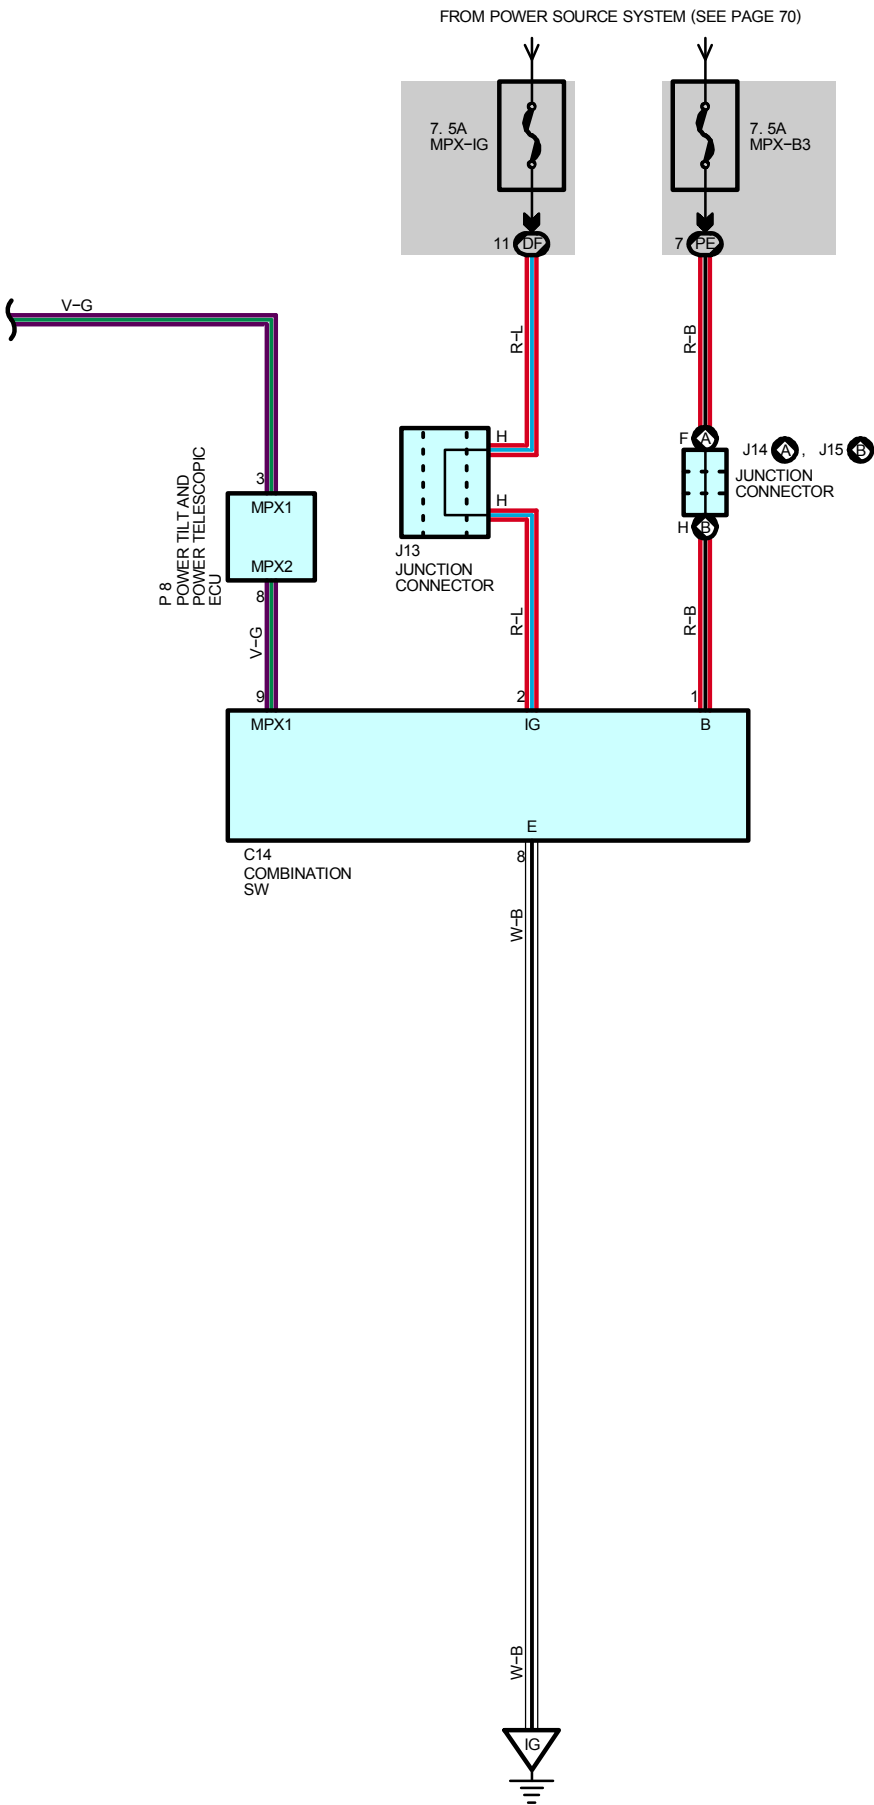 FROM POWER SOURCE SYSTEM (SEE PAGE 70)
7. 5A
MPX−IG
7. 5A
MPX−B3
11 DF
7 PE
V−G
R−L
R−B
H
F A
J14 A , J15 B
JUNCTION
CONNECTOR
3
MPX1
MPX2
8
P 8
POWER TILT AND
POWER TELESCOPIC
ECU
H
H B
J13
JUNCTION
CONNECTOR
V−G
R−L
R−B
9
2
1
MPX1
IG
B
E
8
C14
COMBINATION
SW
W−B
W−B
IG